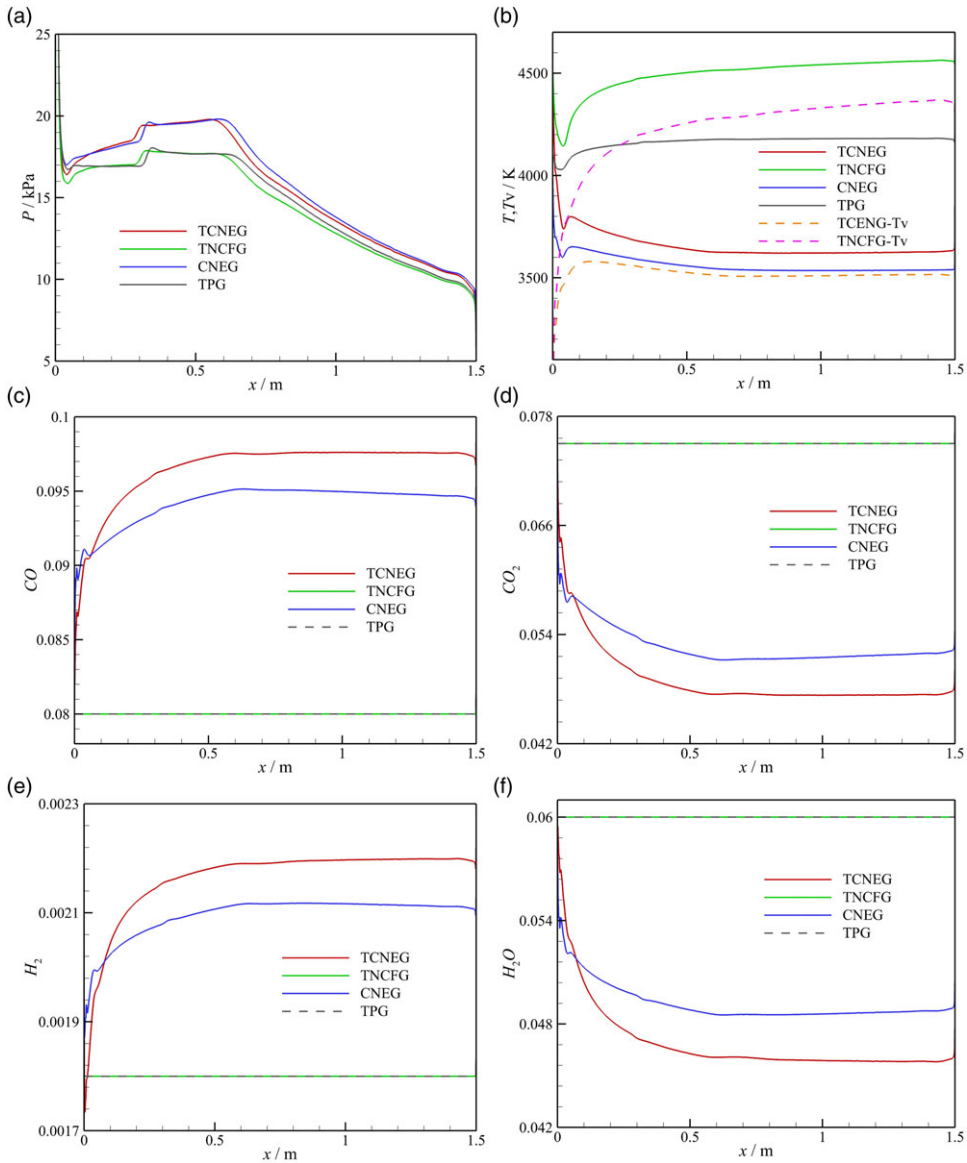 (a)
25
20
15
10
5
P / kPa
0
0.5
1
1.5
x / m
TCNEG
TNCFG
CNEG
TPG
(b)
4500
4000
3500
T,Tv / K
0
0.5
1
1.5
x / m
TCNEG
TNCFG
CNEG
TPG
TCENG-Tv
TNCFG-Tv
(c)
0.1
0.095
0.09
0.085
0.08
CO
0
0.5
1
1.5
x / m
TCNEG
TNCFG
CNEG
TPG
(d)
0.078
0.066
0.054
0.042
CO₂
0
0.5
1
1.5
x / m
TCNEG
TNCFG
CNEG
TPG
(e)
0.0023
0.0021
0.0019
0.0017
H₂
0
0.5
1
1.5
x / m
TCNEG
TNCFG
CNEG
TPG
(f)
0.06
0.054
0.048
0.042
H₂O
0
0.5
1
1.5
x / m
TCNEG
TNCFG
CNEG
TPG